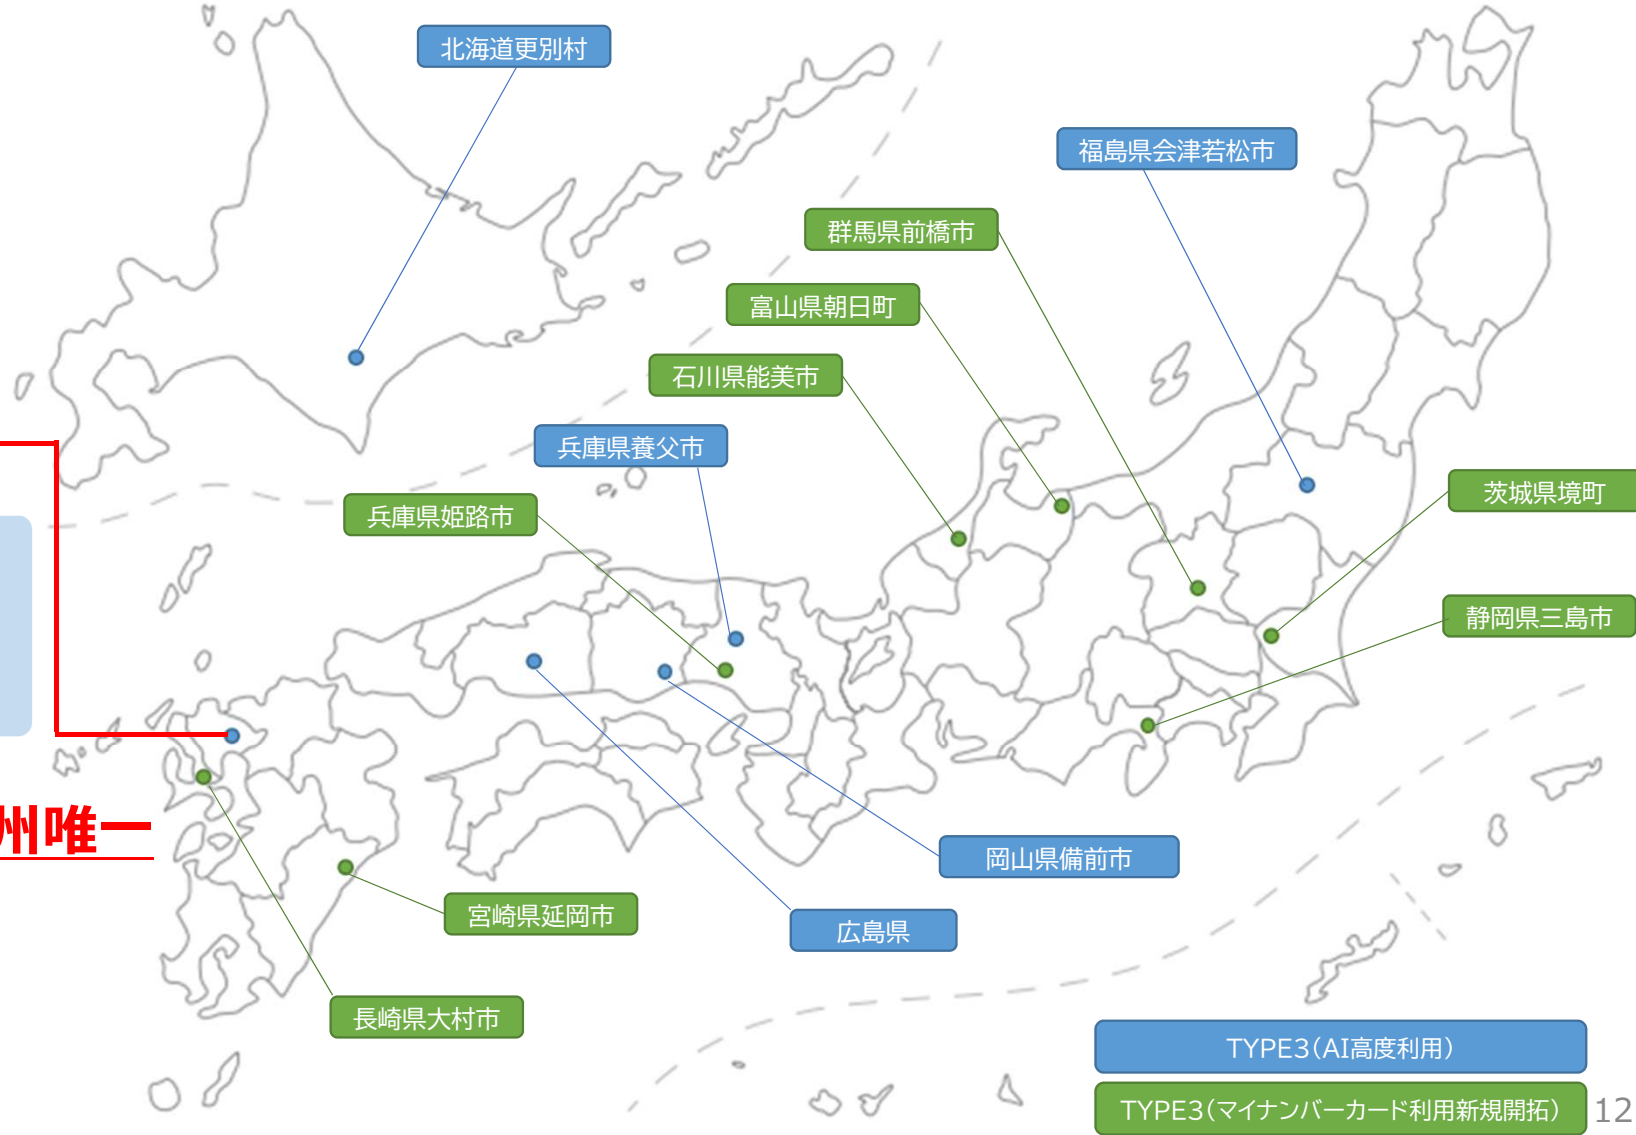 北海道更別村
福島県会津若松市
群馬県前橋市
富山県朝日町
石川県能美市
兵庫県養父市
茨城県境町
兵庫県姫路市
静岡県三島市
州唯一
岡山県備前市
宮崎県延岡市
広島県
長崎県大村市
TYPE3(AI高度利用)
TYPE3(マイナンバーカード利用新規開拓)
12